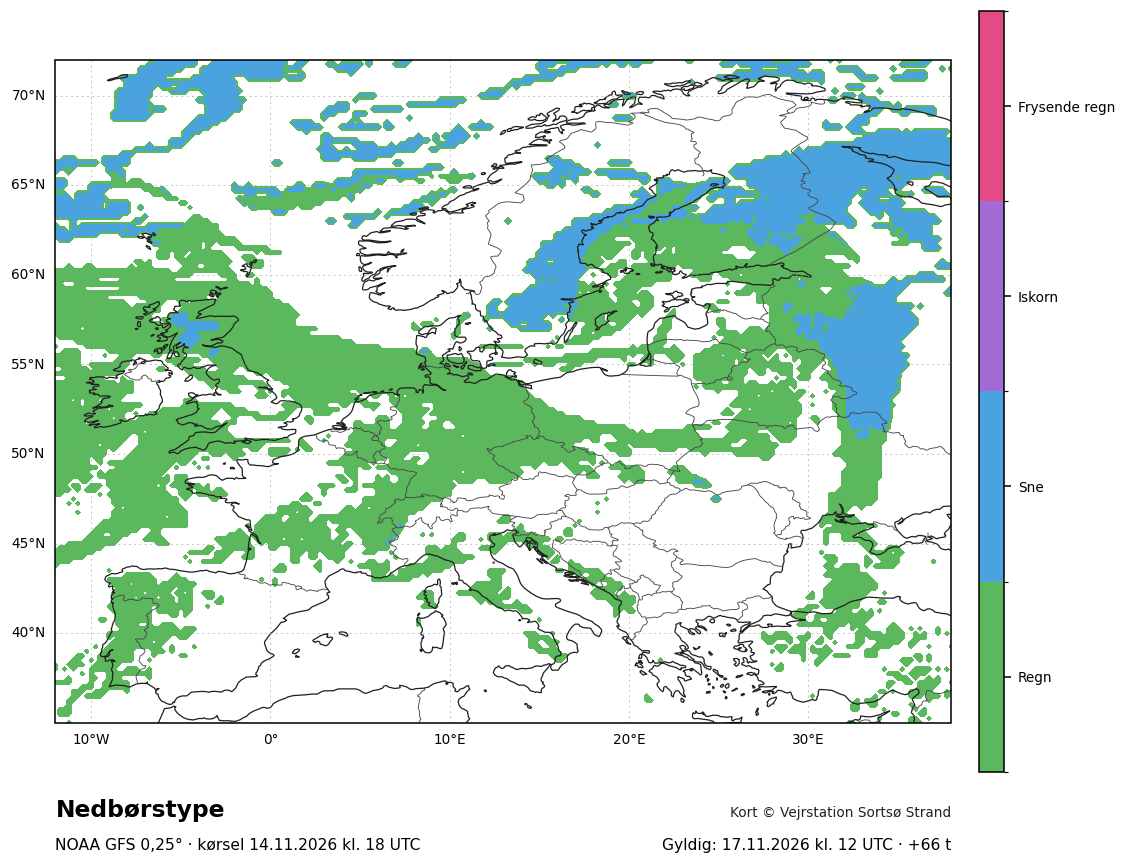 70°N
65°N
60°N
55°N
50°N
45°N
40°N
10°W
0°
10°E
20°E
30°E
Frysende regn
Iskorn
Sne
Regn
Nedbørstype
Kort © Vejrstation Sortsø Strand
NOAA GFS 0,25° · kørsel 14.11.2026 kl. 18 UTC
Gyldig: 17.11.2026 kl. 12 UTC · +66 t